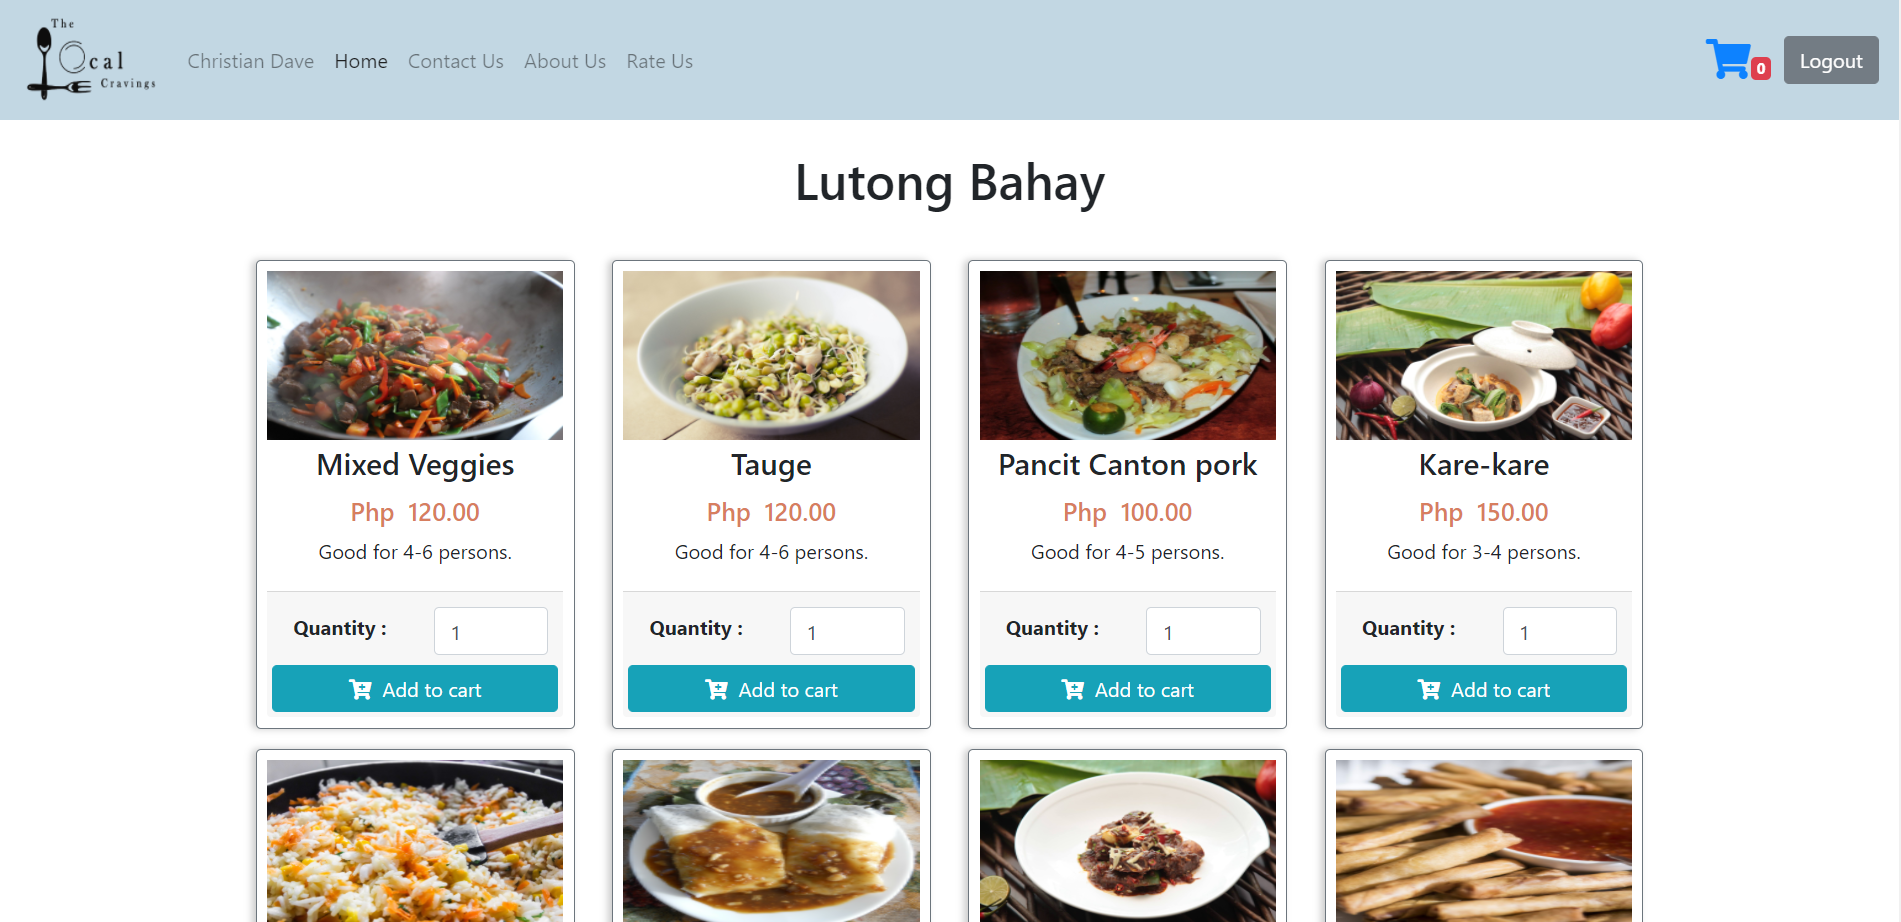 The
Local
Cravings
Christian Dave Home Contact Us About Us Rate Us
0
Logout
Lutong Bahay
Mixed Veggies
Php 120.00
Good for 4-6 persons.
Quantity : 1
Add to cart
Tauge
Php 120.00
Good for 4-6 persons.
Quantity : 1
Add to cart
Pancit Canton pork
Php 100.00
Good for 4-5 persons.
Quantity : 1
Add to cart
Kare-kare
Php 150.00
Good for 3-4 persons.
Quantity : 1
Add to cart